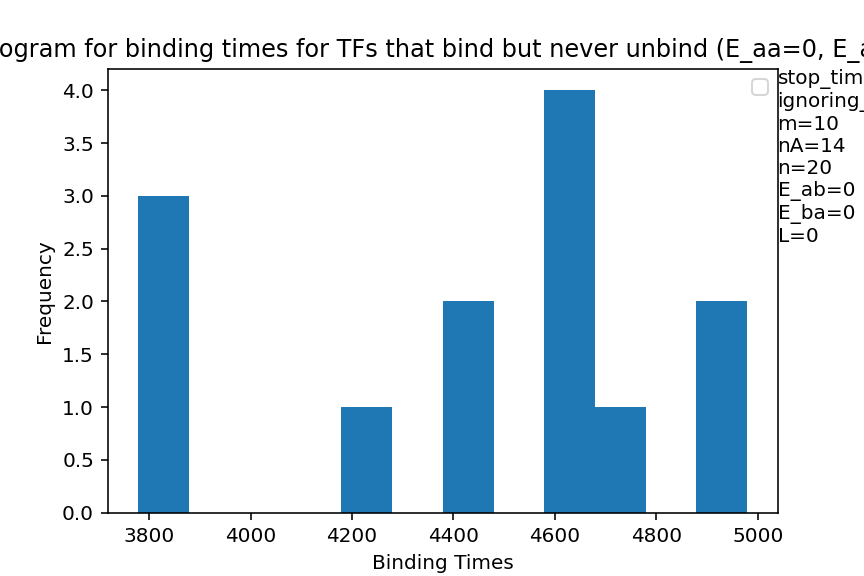 ogram for binding times for TFs that bind but never unbind (E_aa=0, E_a
stop_tim
ignoring_
m=10
nA=14
n=20
E_ab=0
E_ba=0
L=0
4.0
3.5
3.0
2.5
2.0
1.5
1.0
0.5
0.0
Frequency
3800 4000 4200 4400 4600 4800 5000
Binding Times